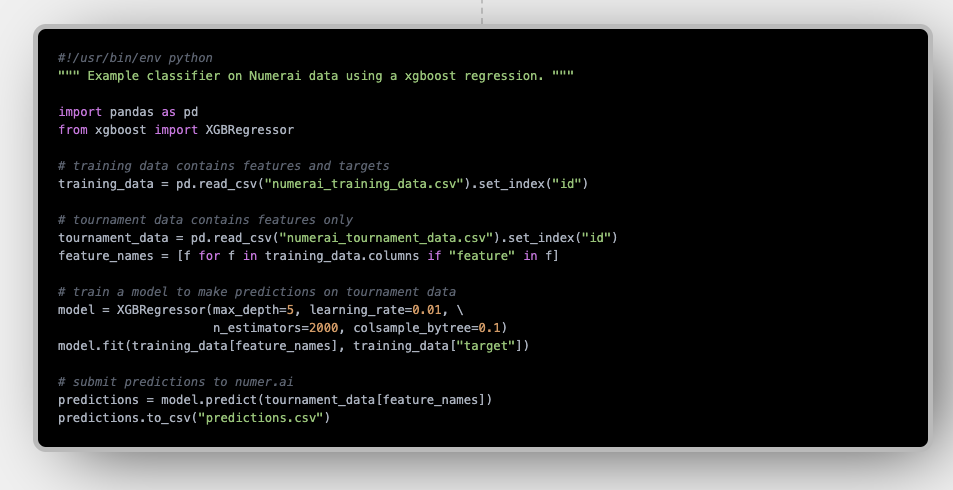 #!/usr/bin/env python
""" Example classifier on Numerai data using a xgboost regression. """
import pandas as pd
from xgboost import XGBRegressor
# training data contains features and targets
training_data = pd.read_csv("numerai_training_data.csv").set_index("id")
# tournament data contains features only
tournament_data = pd.read_csv("numerai_tournament_data.csv").set_index("id")
feature_names = [f for f in training_data.columns if "feature" in f]
# train a model to make predictions on tournament data
model = XGBRegressor(max_depth=5, learning_rate=0.01, \
                     n_estimators=2000, colsample_bytree=0.1)
model.fit(training_data[feature_names], training_data["target"])
# submit predictions to numer.ai
predictions = model.predict(tournament_data[feature_names])
predictions.to_csv("predictions.csv")